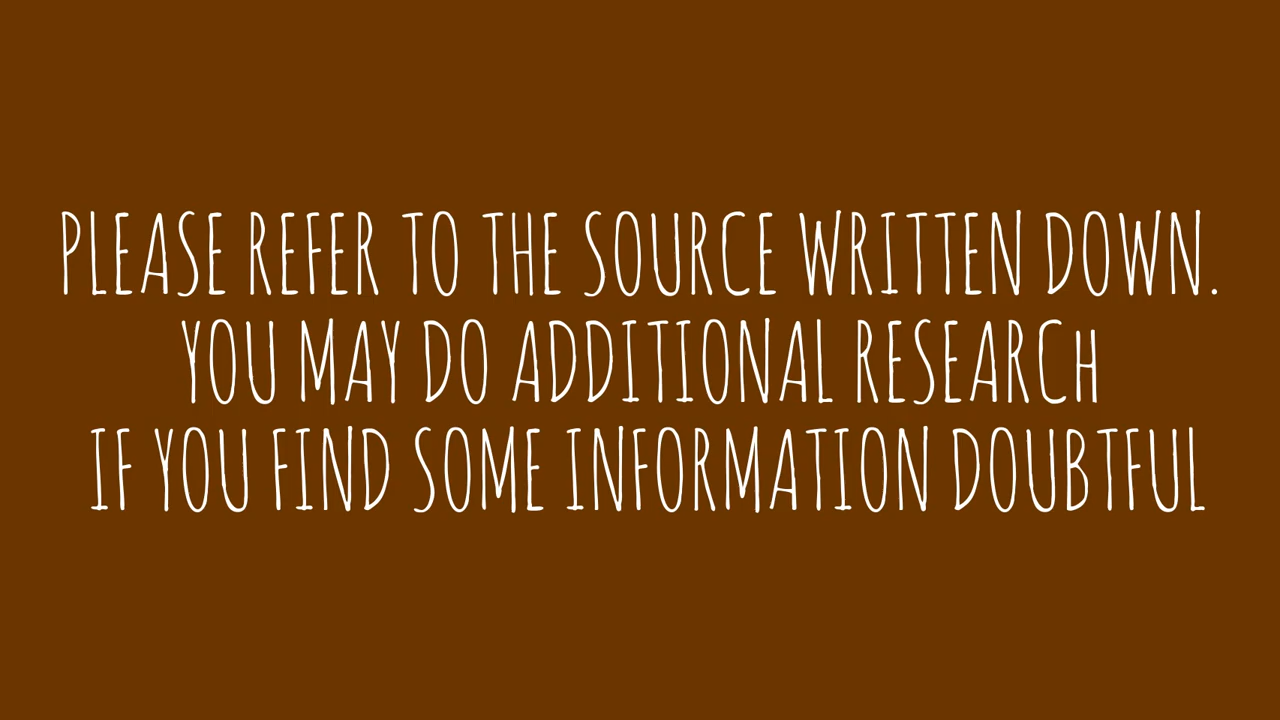 PLEASE REFER TO THE SOURCE WRITTEN DOWN.
YOU MAY DO ADDITIONAL RESEARCH
IF YOU FIND SOME INFORMATION DOUBTFUL